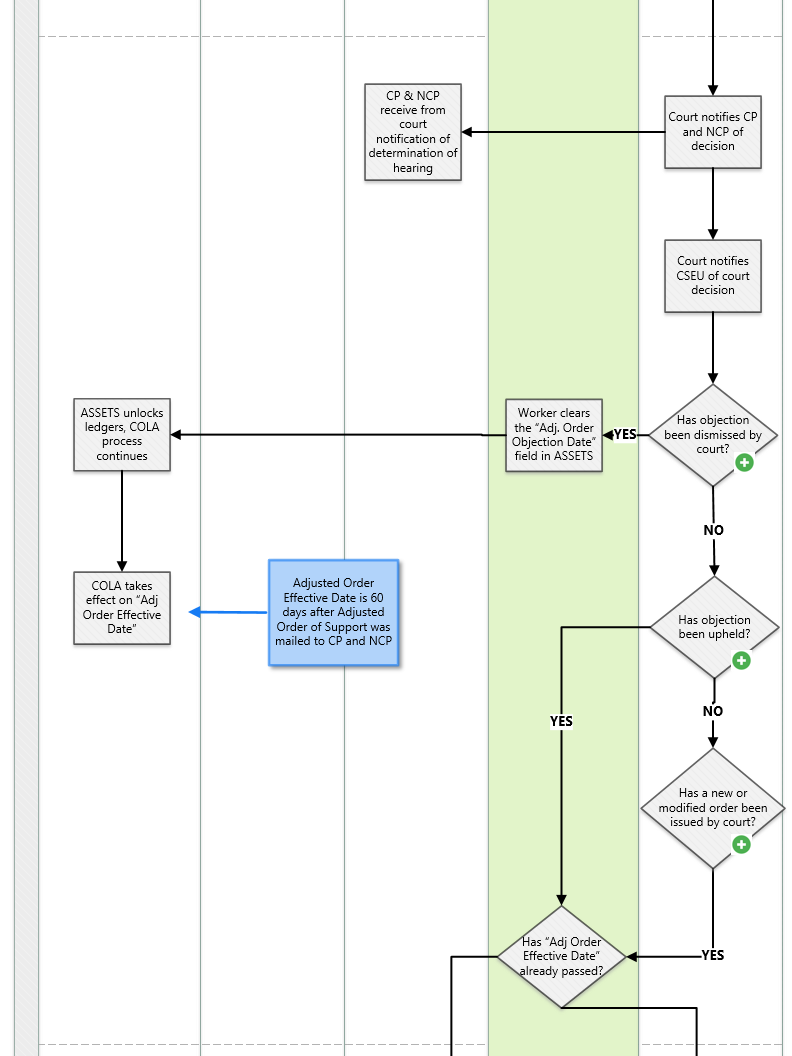 CP & NCP
receive from
court
notification of
determination of
hearing
Court notifies CP
and NCP of
decision
Court notifies
CSEU of court
decision
ASSETS unlocks
ledgers, COLA
process
continues
Worker clears
the “Adj. Order
Objection Date”
field in ASSETS
YES
Has objection
been dismissed by
court?
NO
COLA takes
effect on “Adj
Order Effective
Date”
Adjusted Order
Effective Date is 60
days after Adjusted
Order of Support was
mailed to CP and NCP
Has objection
been upheld?
YES
NO
Has a new or
modified order been
issued by court?
Has “Adj Order
Effective Date”
already passed?
YES